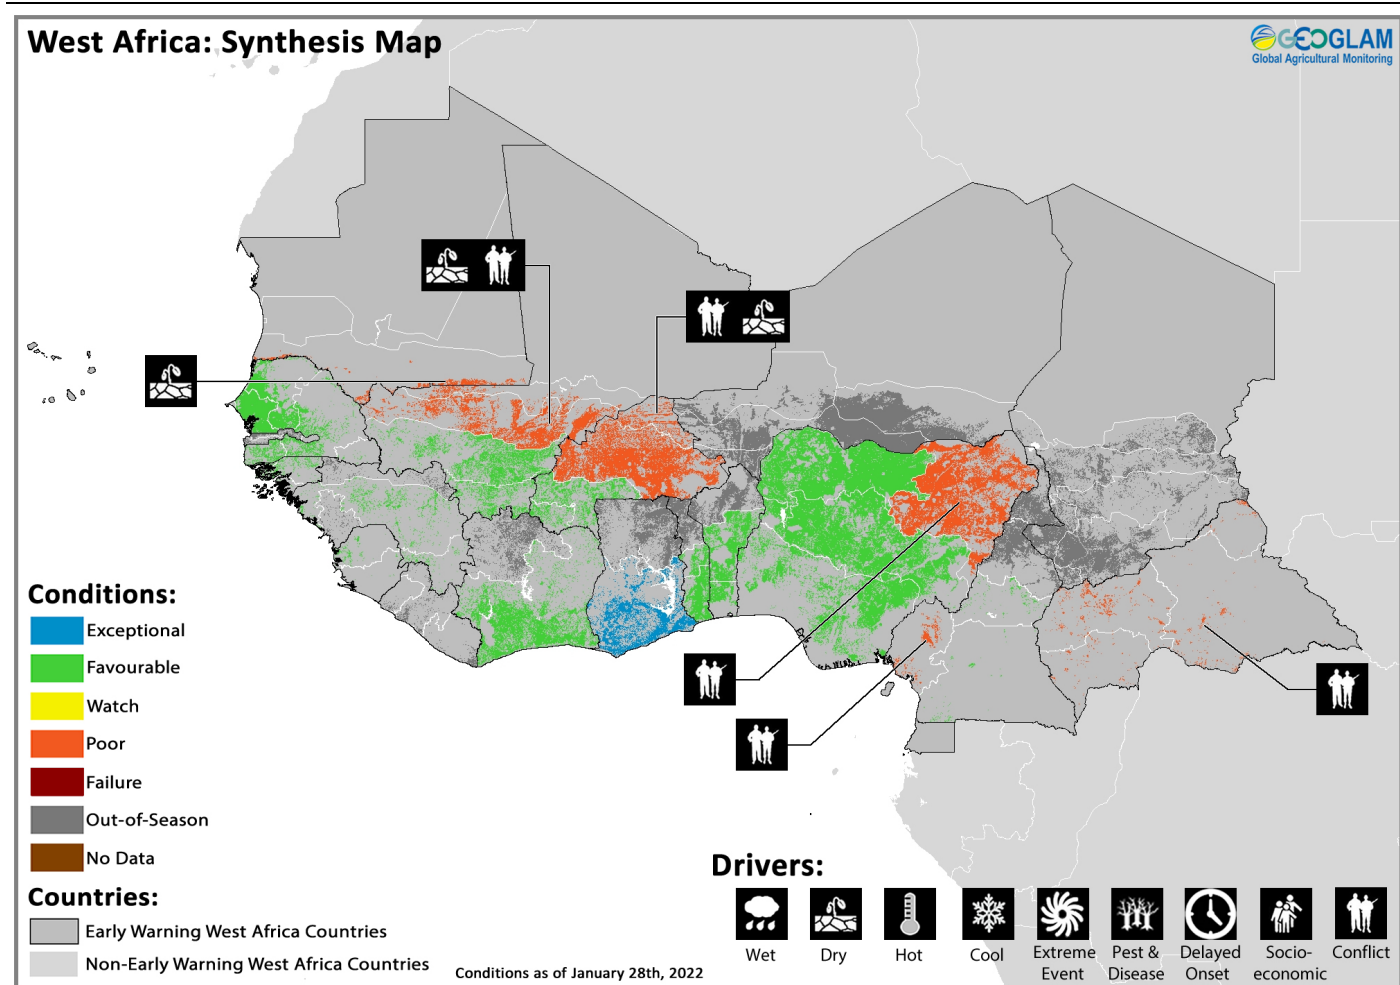 West Africa: Synthesis Map
GEOGLAM
Global Agricultural Monitoring
Conditions:
Exceptional
Favourable
Watch
Poor
Failure
Out-of-Season
No Data
Countries:
Early Warning West Africa Countries
Non-Early Warning West Africa Countries
Conditions as of January 28th, 2022
Drivers:
Wet
Dry
Hot
Cool
Extreme
Event
Pest &
Disease
Delayed
Onset
Socio-
economic
Conflict